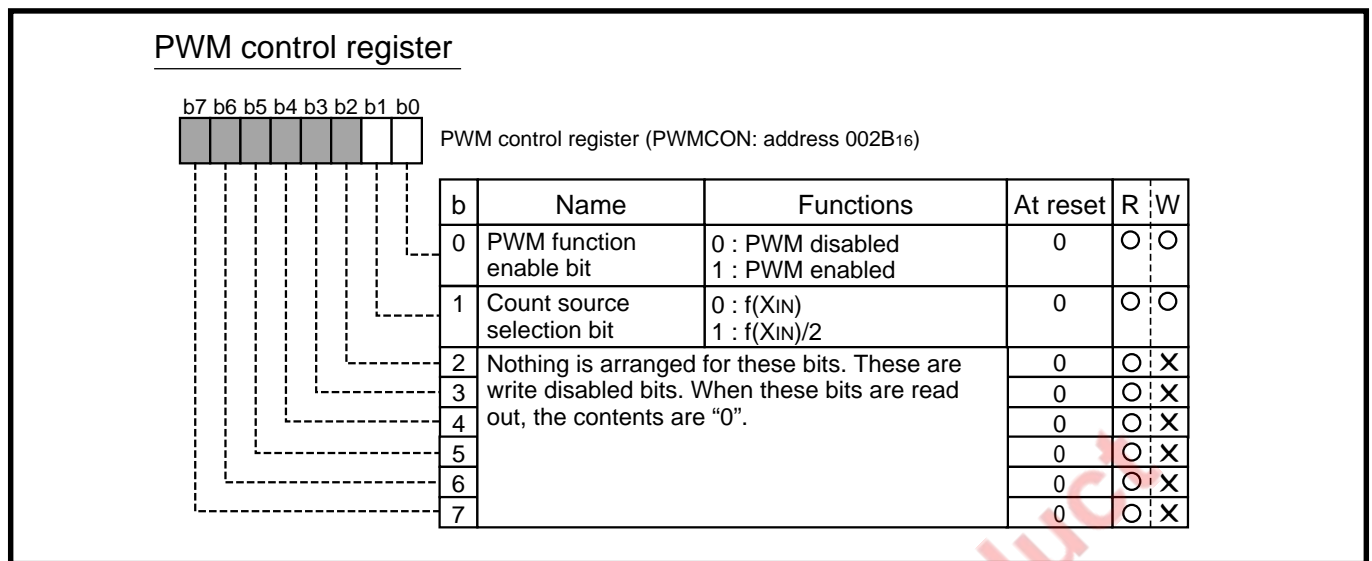 PWM control register
b7 b6 b5 b4 b3 b2 b1 b0
PWM control register (PWMCON: address 002B16)
b Name Functions At reset R W
0 PWM function enable bit 0 : PWM disabled 0 O O
1 : PWM enabled
1 Count source selection bit 0 : f(XIN) 0 O O
1 : f(XIN)/2
2 Nothing is arranged for these bits. These are 0 O X
3 write disabled bits. When these bits are read 0 O X
4 out, the contents are “0”. 0 O X
5 0 O X
6 0 O X
7 0 O X